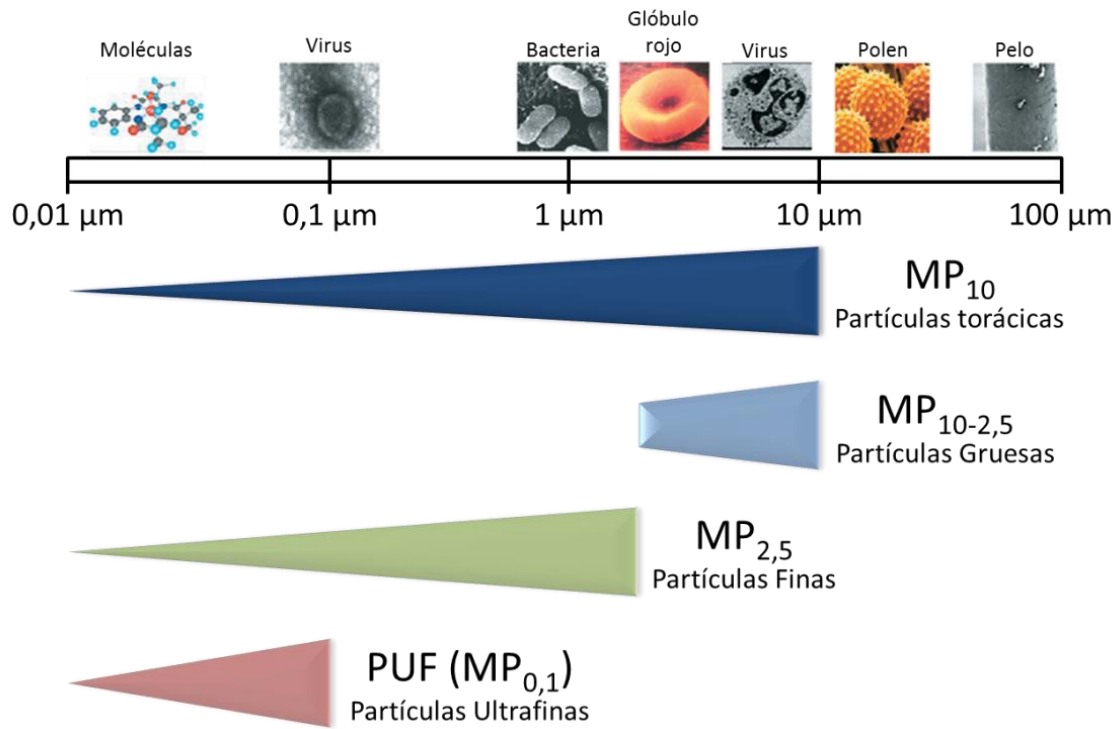 Moléculas
Virus
Bacteria
Glóbulo
rojo
Virus
Polen
Pelo
0,01 µm
0,1 µm
1 µm
10 µm
100 µm
MP10
Partículas torácicas
MP10-2,5
Partículas Gruesas
MP2,5
Partículas Finas
PUF (MP0,1)
Partículas Ultrafinas